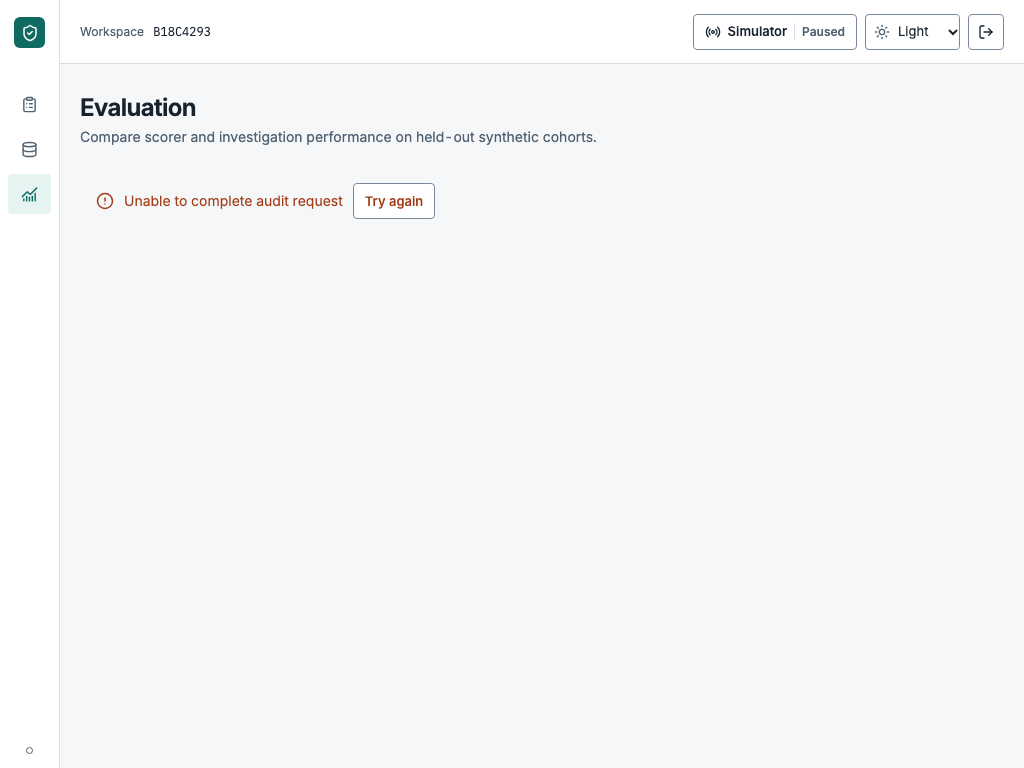 Workspace B18C4293
Simulator Paused
Light
Evaluation
Compare scorer and investigation performance on held-out synthetic cohorts.
Unable to complete audit request
Try again